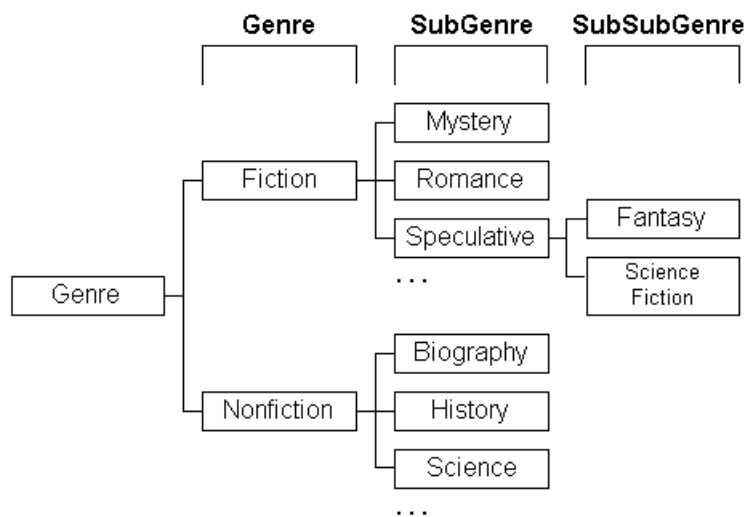 Genre SubGenre SubSubGenre
Mystery
Fiction Romance
Fantasy
Speculative
Science
Fiction
...
Genre
Biography
Nonfiction History
Science
...